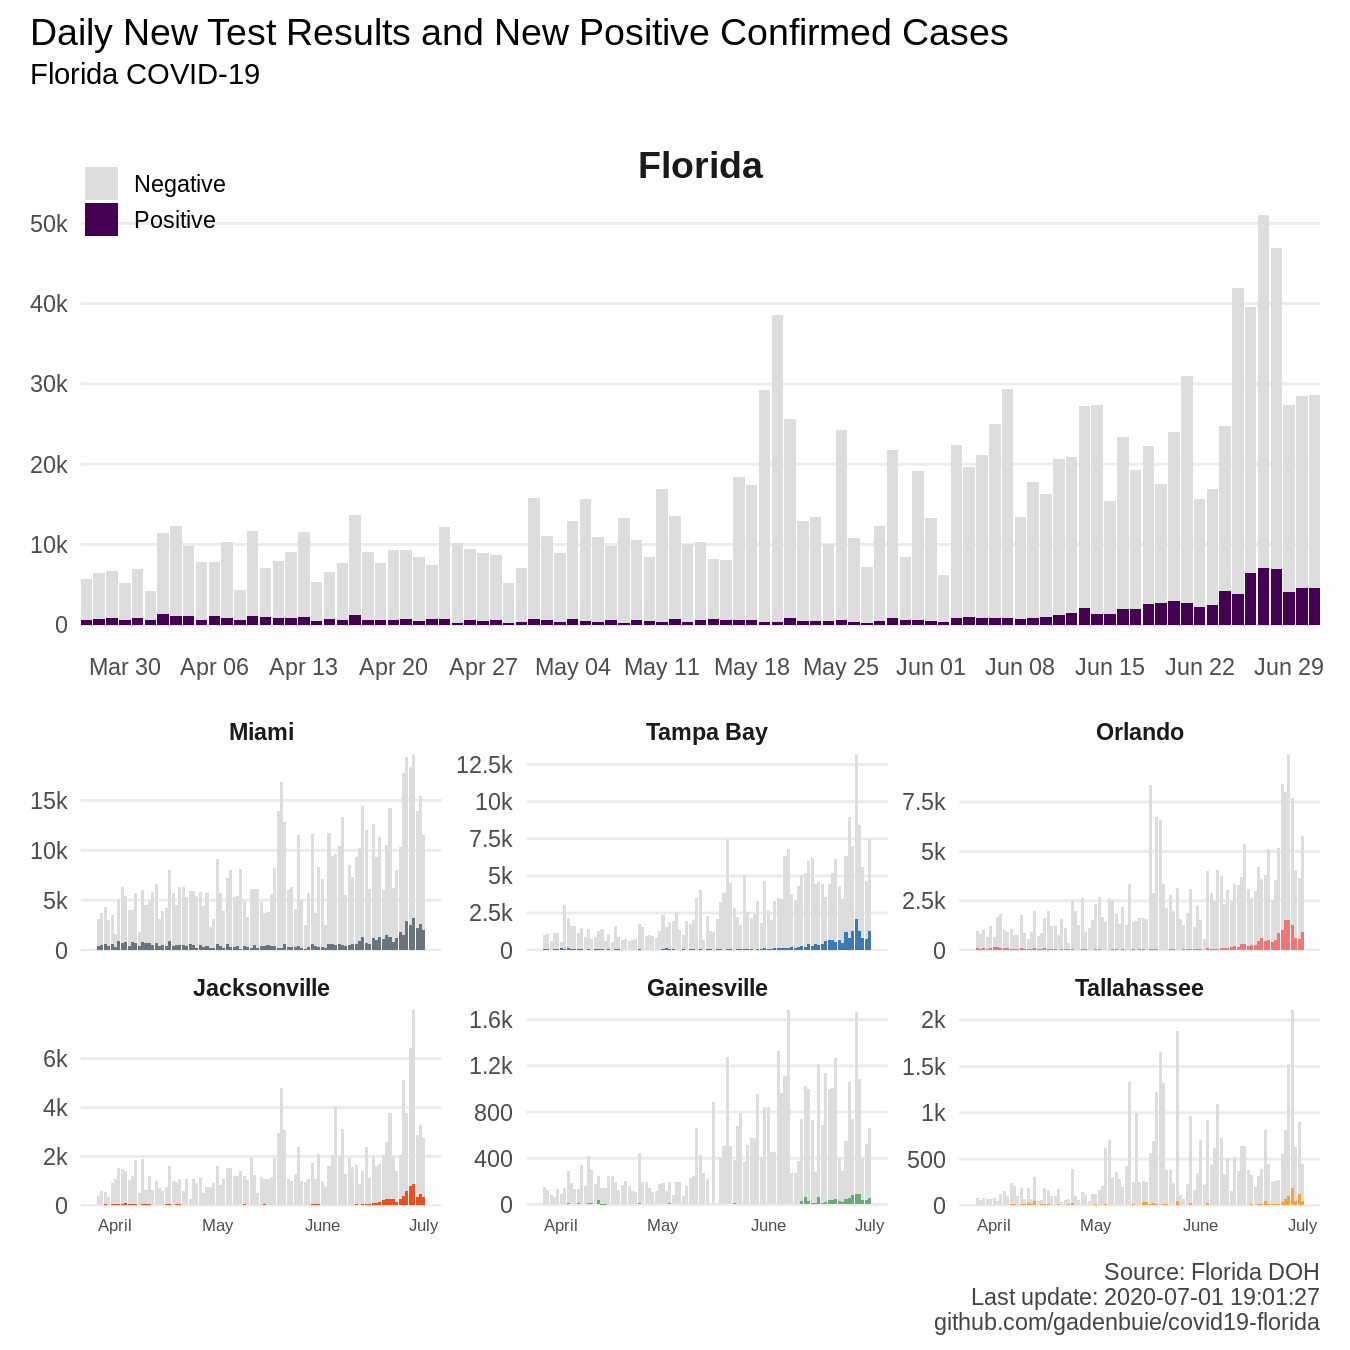 Daily New Test Results and New Positive Confirmed Cases
Florida COVID-19
Florida
Negative
Positive
50k
40k
30k
20k
10k
0
Mar 30 Apr 06 Apr 13 Apr 20 Apr 27 May 04 May 11 May 18 May 25 Jun 01 Jun 08 Jun 15 Jun 22 Jun 29
Miami
15k
10k
5k
0
Tampa Bay
12.5k
10k
7.5k
5k
2.5k
0
Orlando
7.5k
5k
2.5k
0
Jacksonville
6k
4k
2k
0
April May June July
Gainesville
1.6k
1.2k
800
400
0
April May June July
Tallahassee
2k
1.5k
1k
500
0
April May June July
Source: Florida DOH
Last update: 2020-07-01 19:01:27
github.com/gadenbuie/covid19-florida